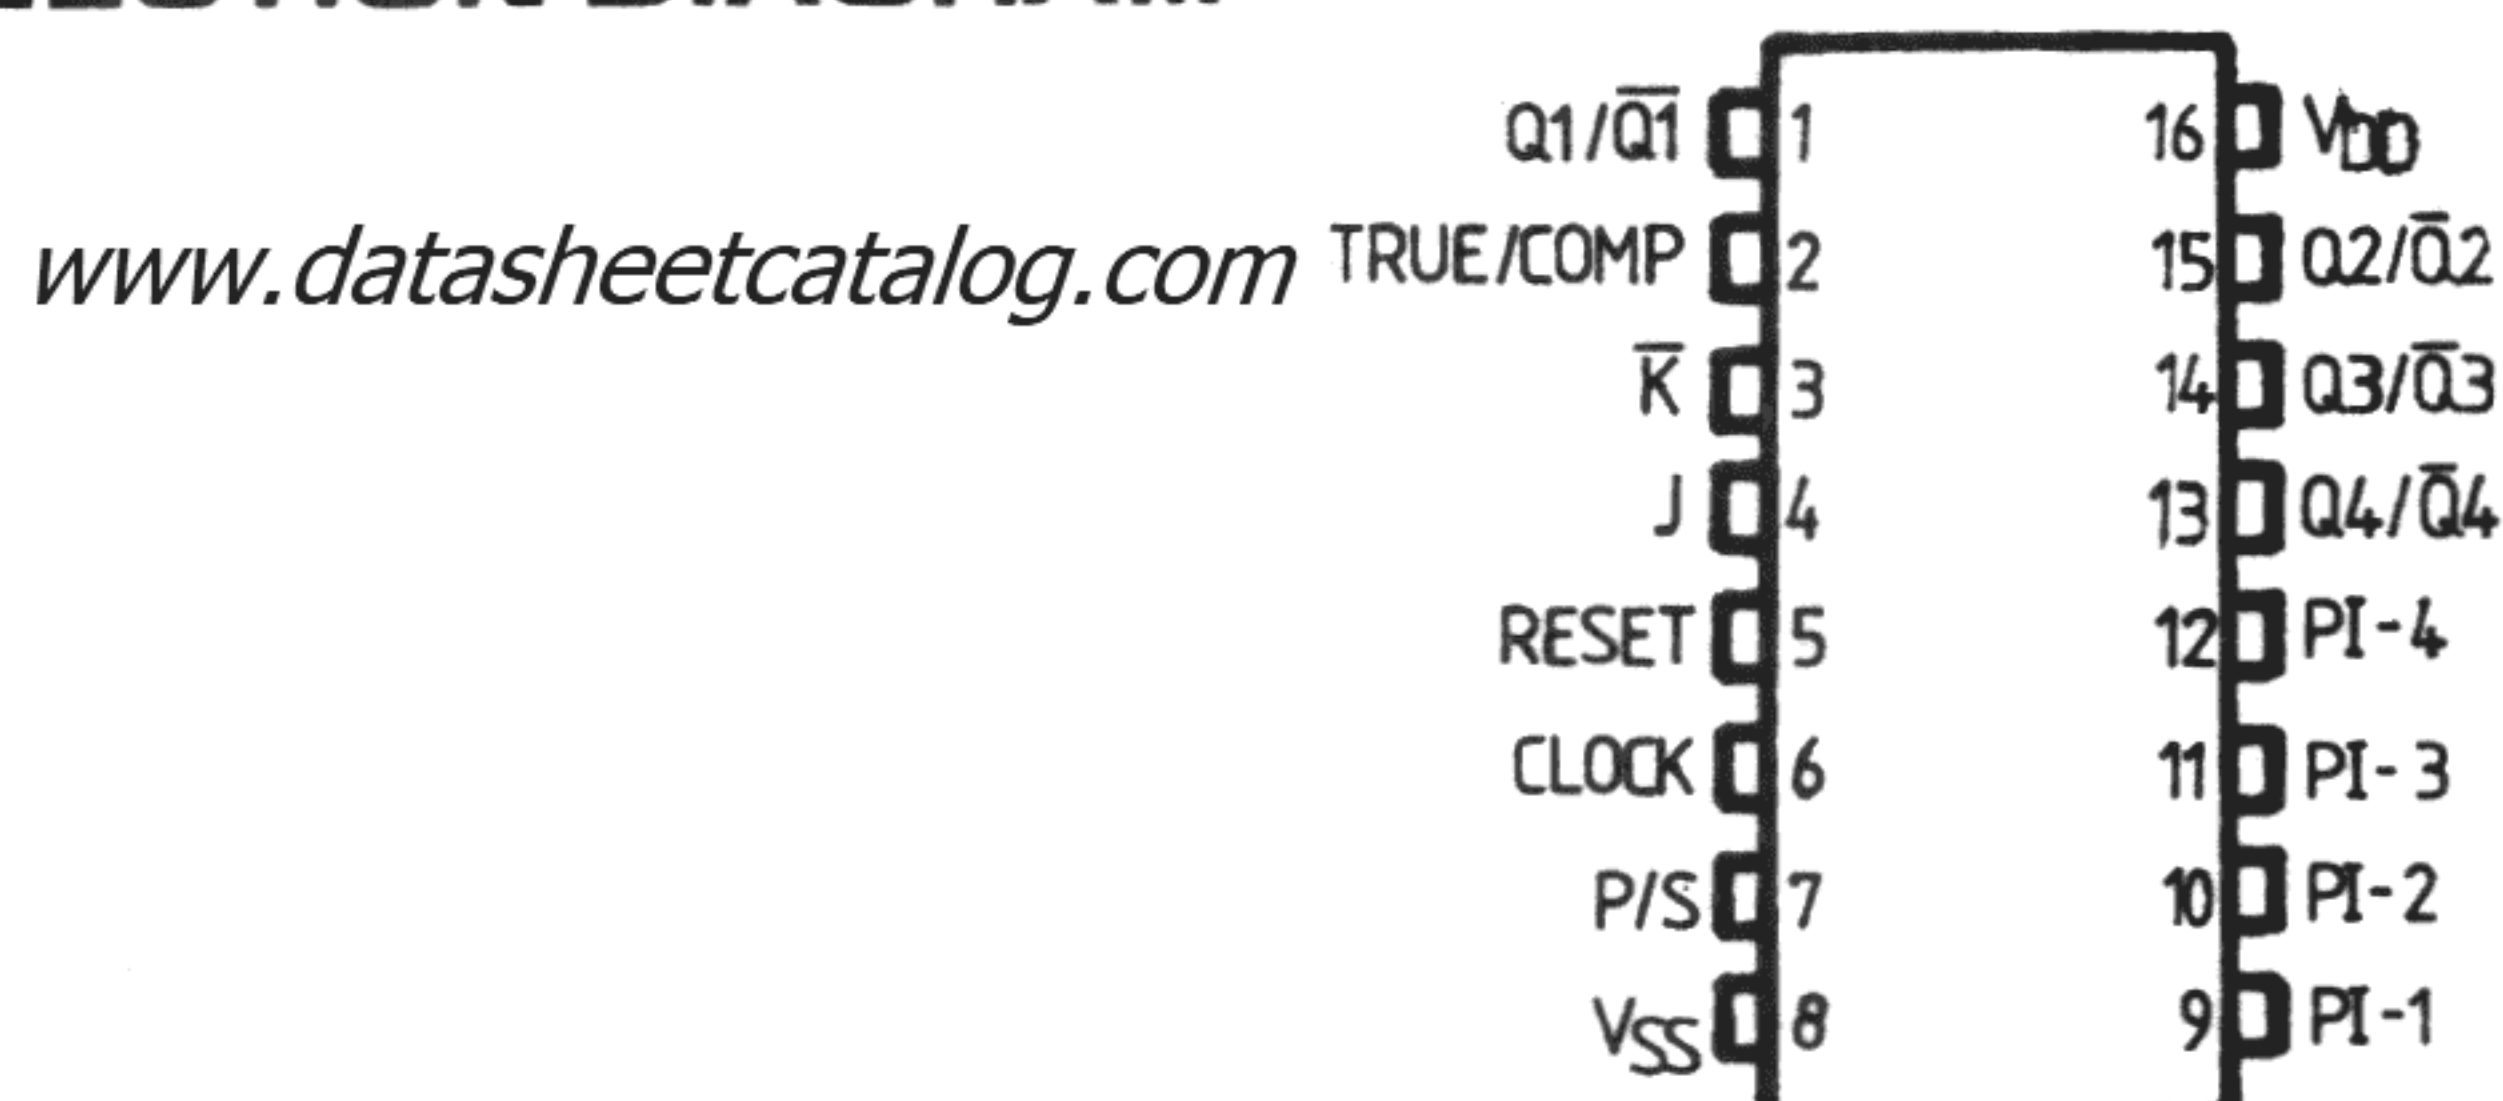 www.datasheetcatalog.com
Q1/Q̅1̅ 1 16 VDD
TRUE/COMP 2 15 Q2/Q̅2
K̅ 3 14 Q3/Q̅3
J 4 13 Q4/Q̅4
RESET 5 12 PI-4
CLOCK 6 11 PI-3
P/S 7 10 PI-2
VSS 8 9 PI-1